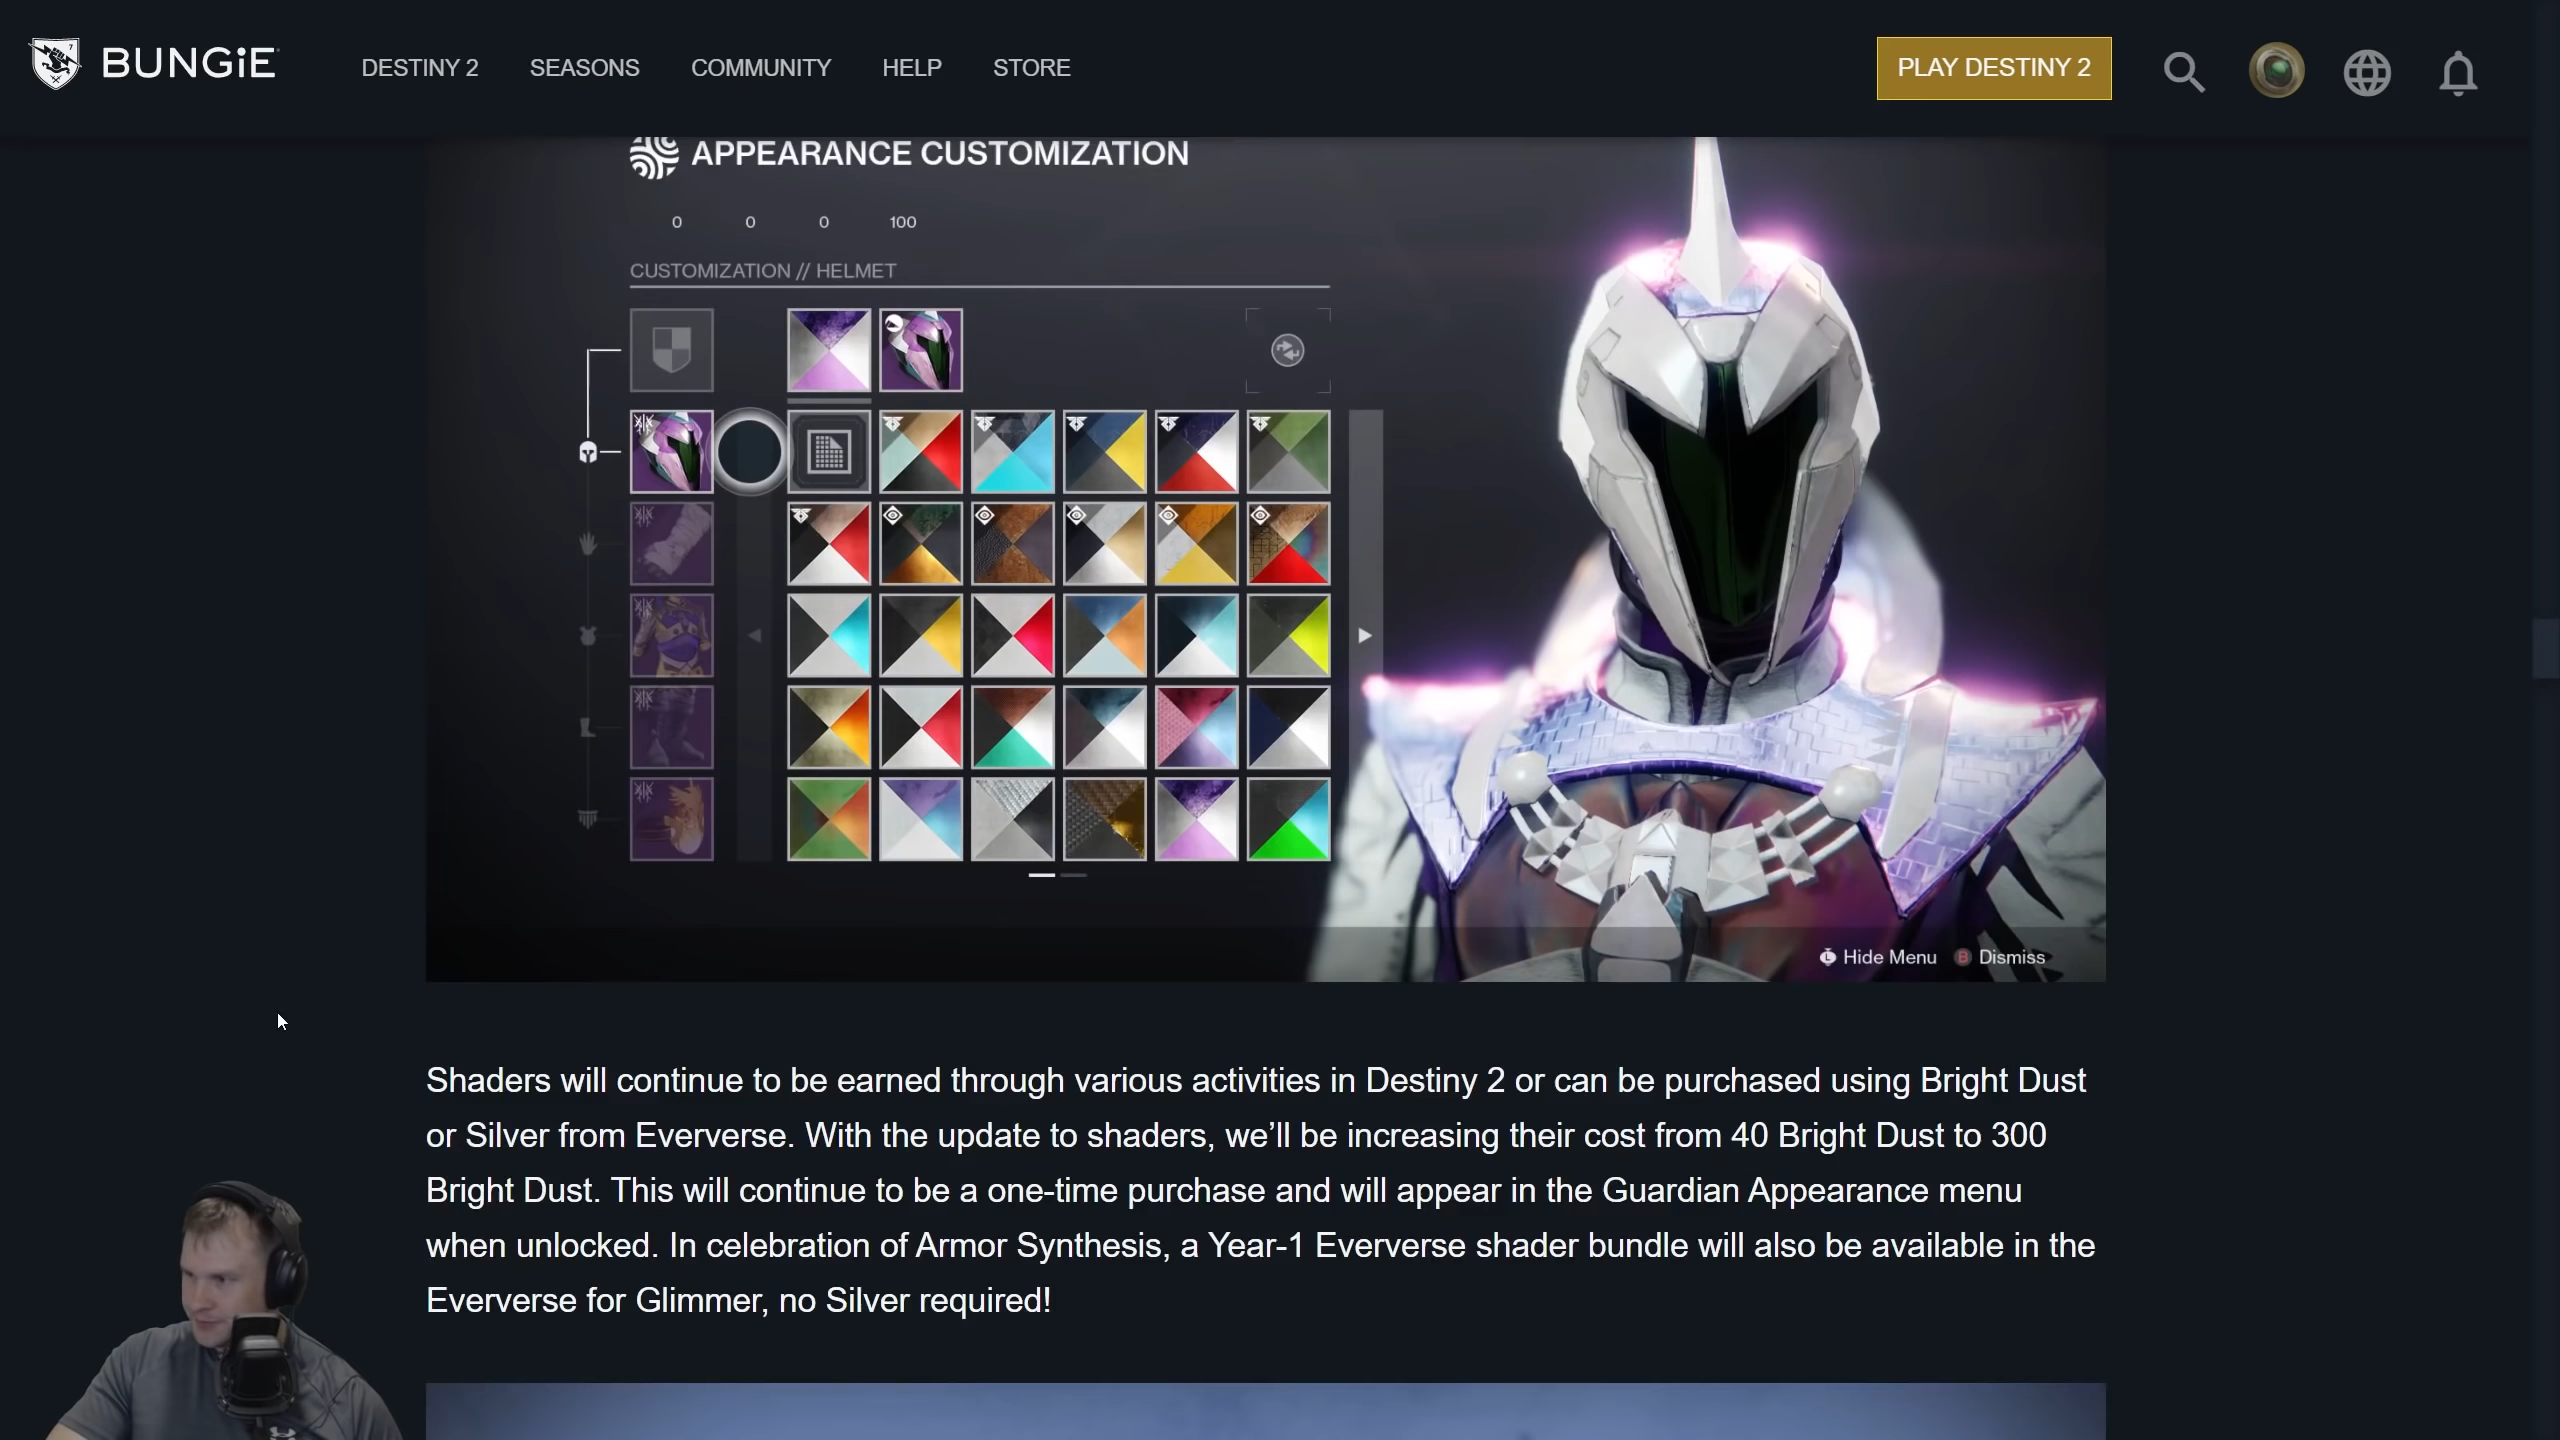 BUNGiE
DESTINY 2
SEASONS
COMMUNITY
HELP
STORE
PLAY DESTINY 2
APPEARANCE CUSTOMIZATION
0
0
0
100
CUSTOMIZATION // HELMET
Hide Menu
B Dismiss
Shaders will continue to be earned through various activities in Destiny 2 or can be purchased using Bright Dust
or Silver from Eververse. With the update to shaders, we’ll be increasing their cost from 40 Bright Dust to 300
Bright Dust. This will continue to be a one-time purchase and will appear in the Guardian Appearance menu
when unlocked. In celebration of Armor Synthesis, a Year-1 Eververse shader bundle will also be available in the
Eververse for Glimmer, no Silver required!